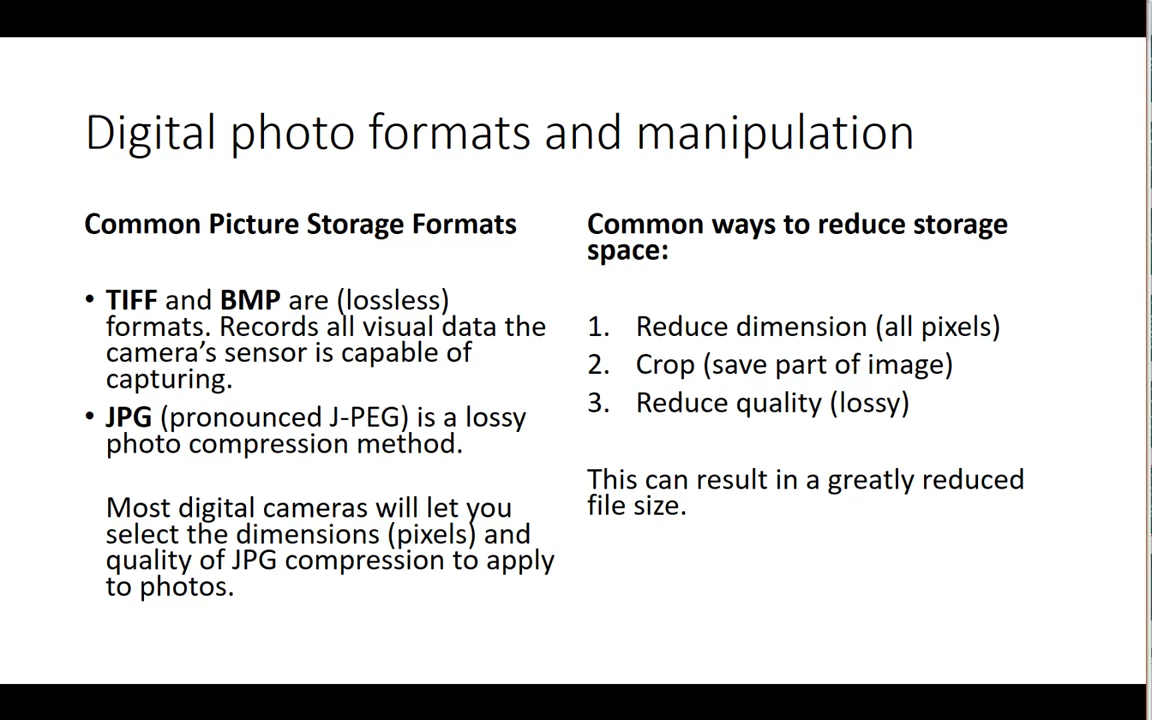 Digital photo formats and manipulation
Common Picture Storage Formats
• TIFF and BMP are (lossless)
formats. Records all visual data the
camera’s sensor is capable of
capturing.
• JPG (pronounced J-PEG) is a lossy
photo compression method.
Most digital cameras will let you
select the dimensions (pixels) and
quality of JPG compression to apply
to photos.
Common ways to reduce storage
space:
1. Reduce dimension (all pixels)
2. Crop (save part of image)
3. Reduce quality (lossy)
This can result in a greatly reduced
file size.